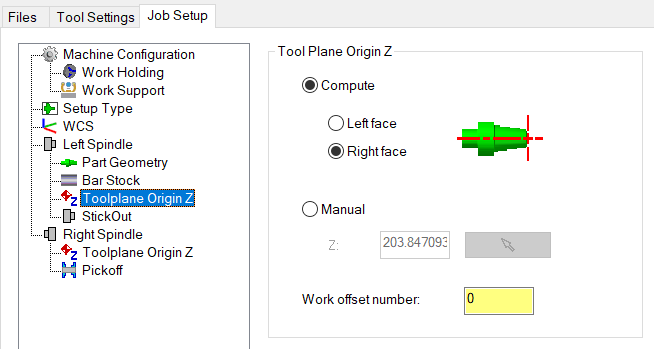 Files
Tool Settings
Job Setup
Machine Configuration
Work Holding
Work Support
Setup Type
WCS
Left Spindle
Part Geometry
Bar Stock
Toolplane Origin Z
StickOut
Right Spindle
Toolplane Origin Z
Pickoff
Tool Plane Origin Z
Compute
Left face
Right face
Manual
Z:
203.847093
Work offset number:
0